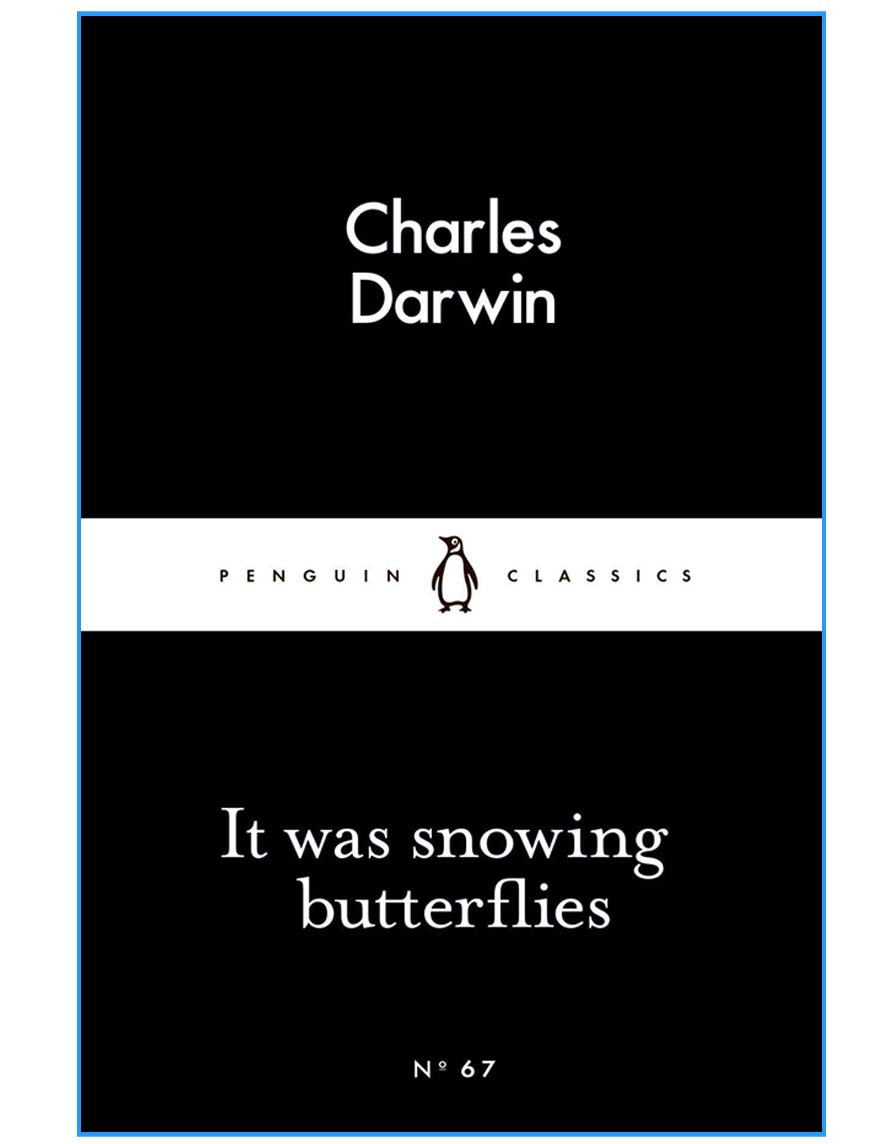 Charles
Darwin
PENGUIN CLASSICS
It was snowing
butterflies
Nº 67